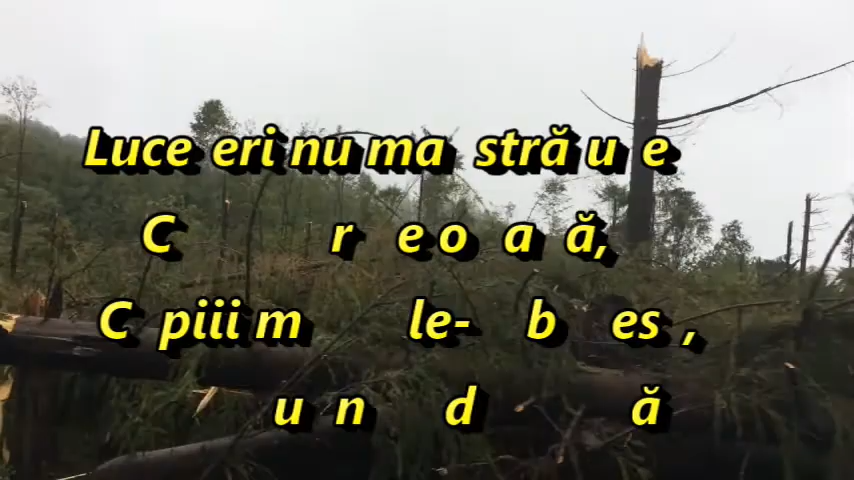 Luce eri nu ma stră u e
C r e o a ă,
C piii m le- b es ,
u n d ă